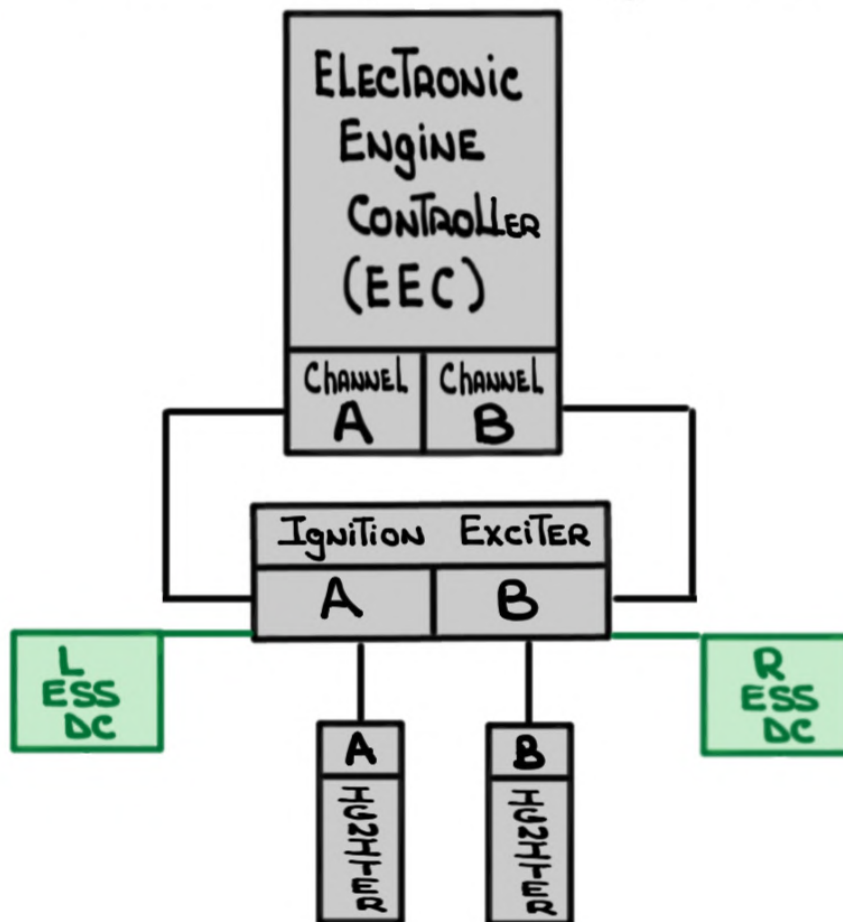 ELECTRONIC
ENGINE
CONTROLLER
(EEC)
CHANNEL CHANNEL
A B
IGNITION EXCITER
A B
L
ESS
DC
R
ESS
DC
A B
IGNITER
IGNITER